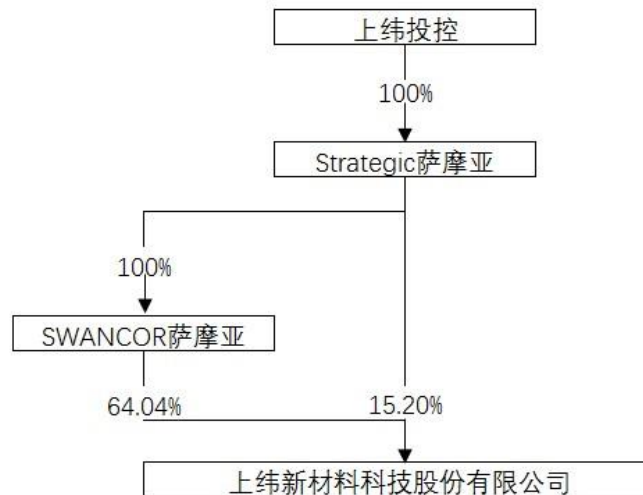 上纬投控
100%
Strategic萨摩亚
100%
SWANCOR萨摩亚
64.04%
15.20%
上纬新材料科技股份有限公司